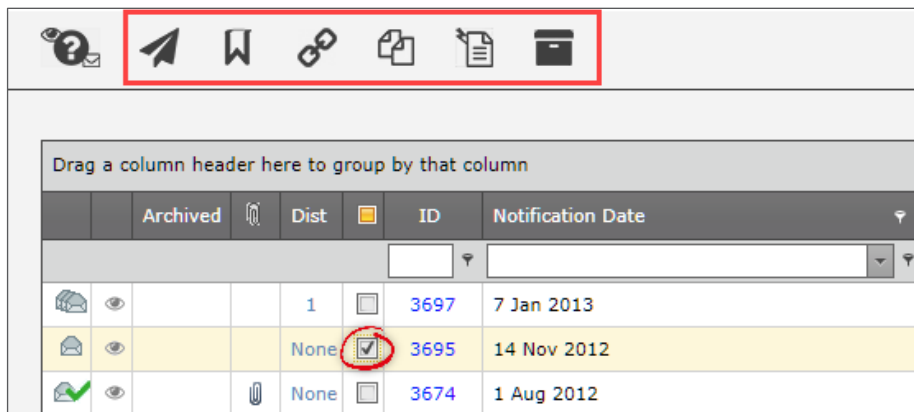 Drag a column header here to group by that column
Archived Dist ID Notification Date
1 3697 7 Jan 2013
None 3695 14 Nov 2012
None 3674 1 Aug 2012